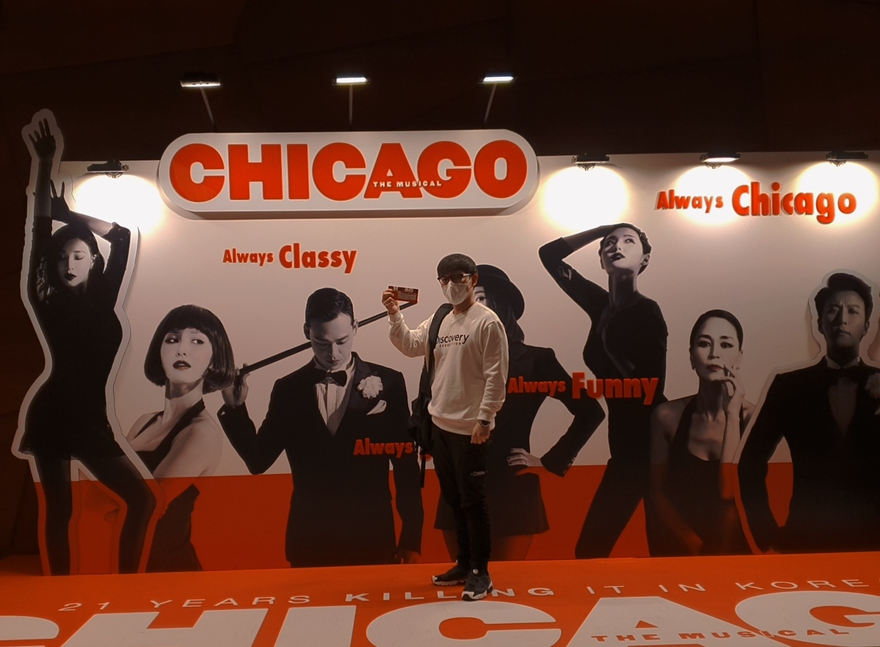 CHICAGO
THE MUSICAL
Always Chicago
Always Classy
Discovery
Always Funny
Always
21 YEARS KILLING IT IN KOREA
CHICAGO
THE MUSICAL